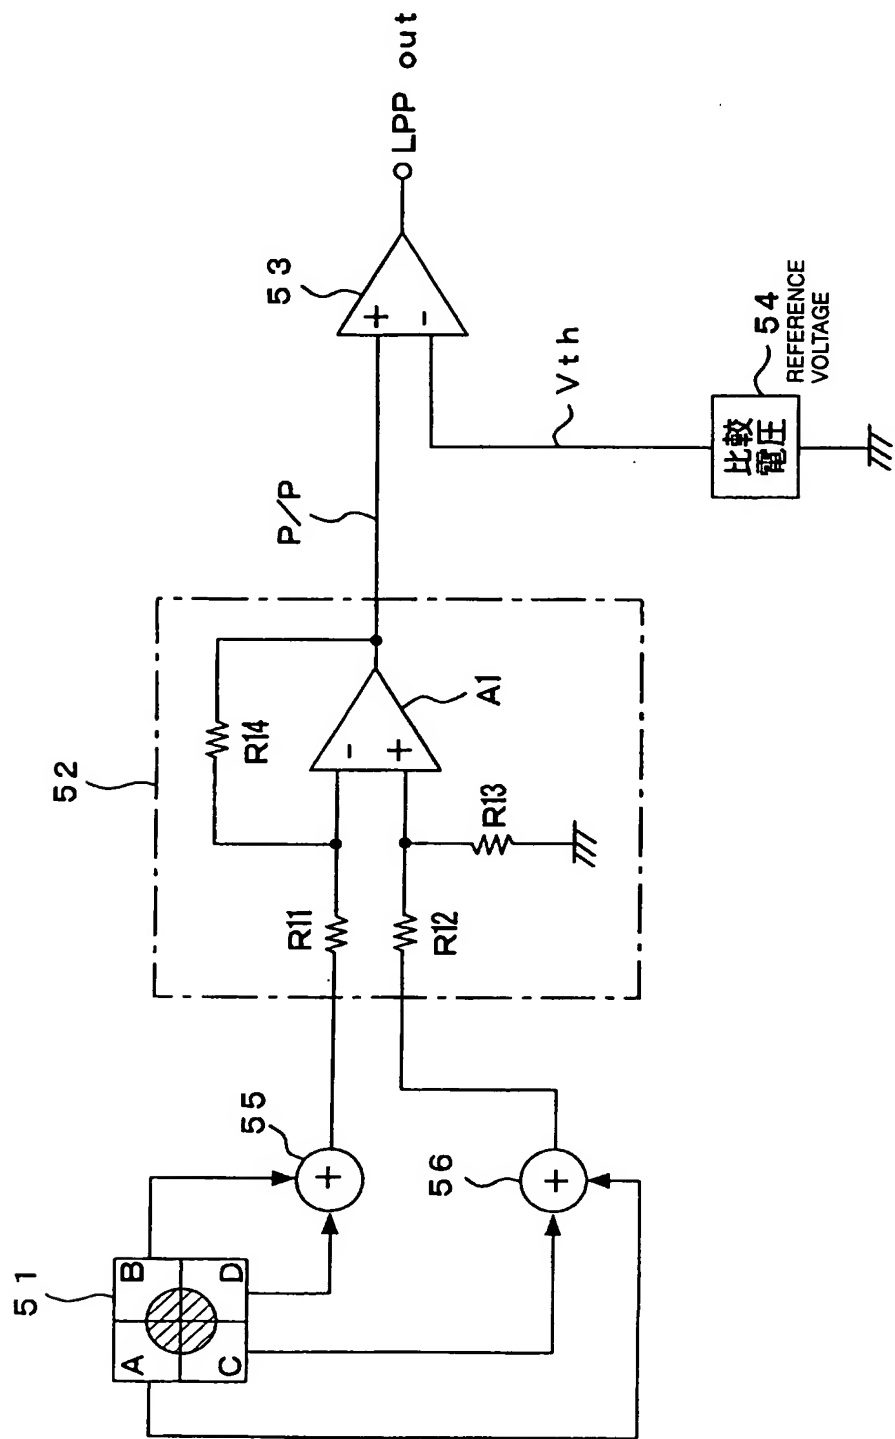 51
A
B
C
D
55
56
52
R11
R12
R13
R14
A1
P/P
53
LPP out
Vth
54
比較
電圧
REFERENCE
VOLTAGE